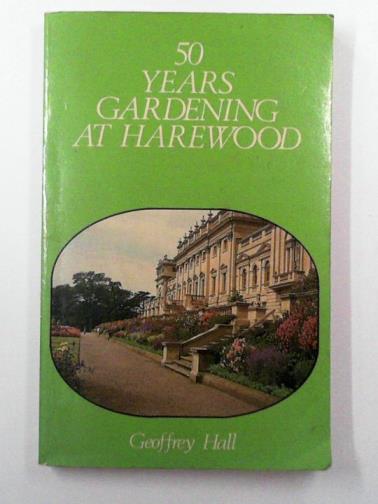 50
YEARS
GARDENING
AT HAREWOOD
Geoffrey Hall